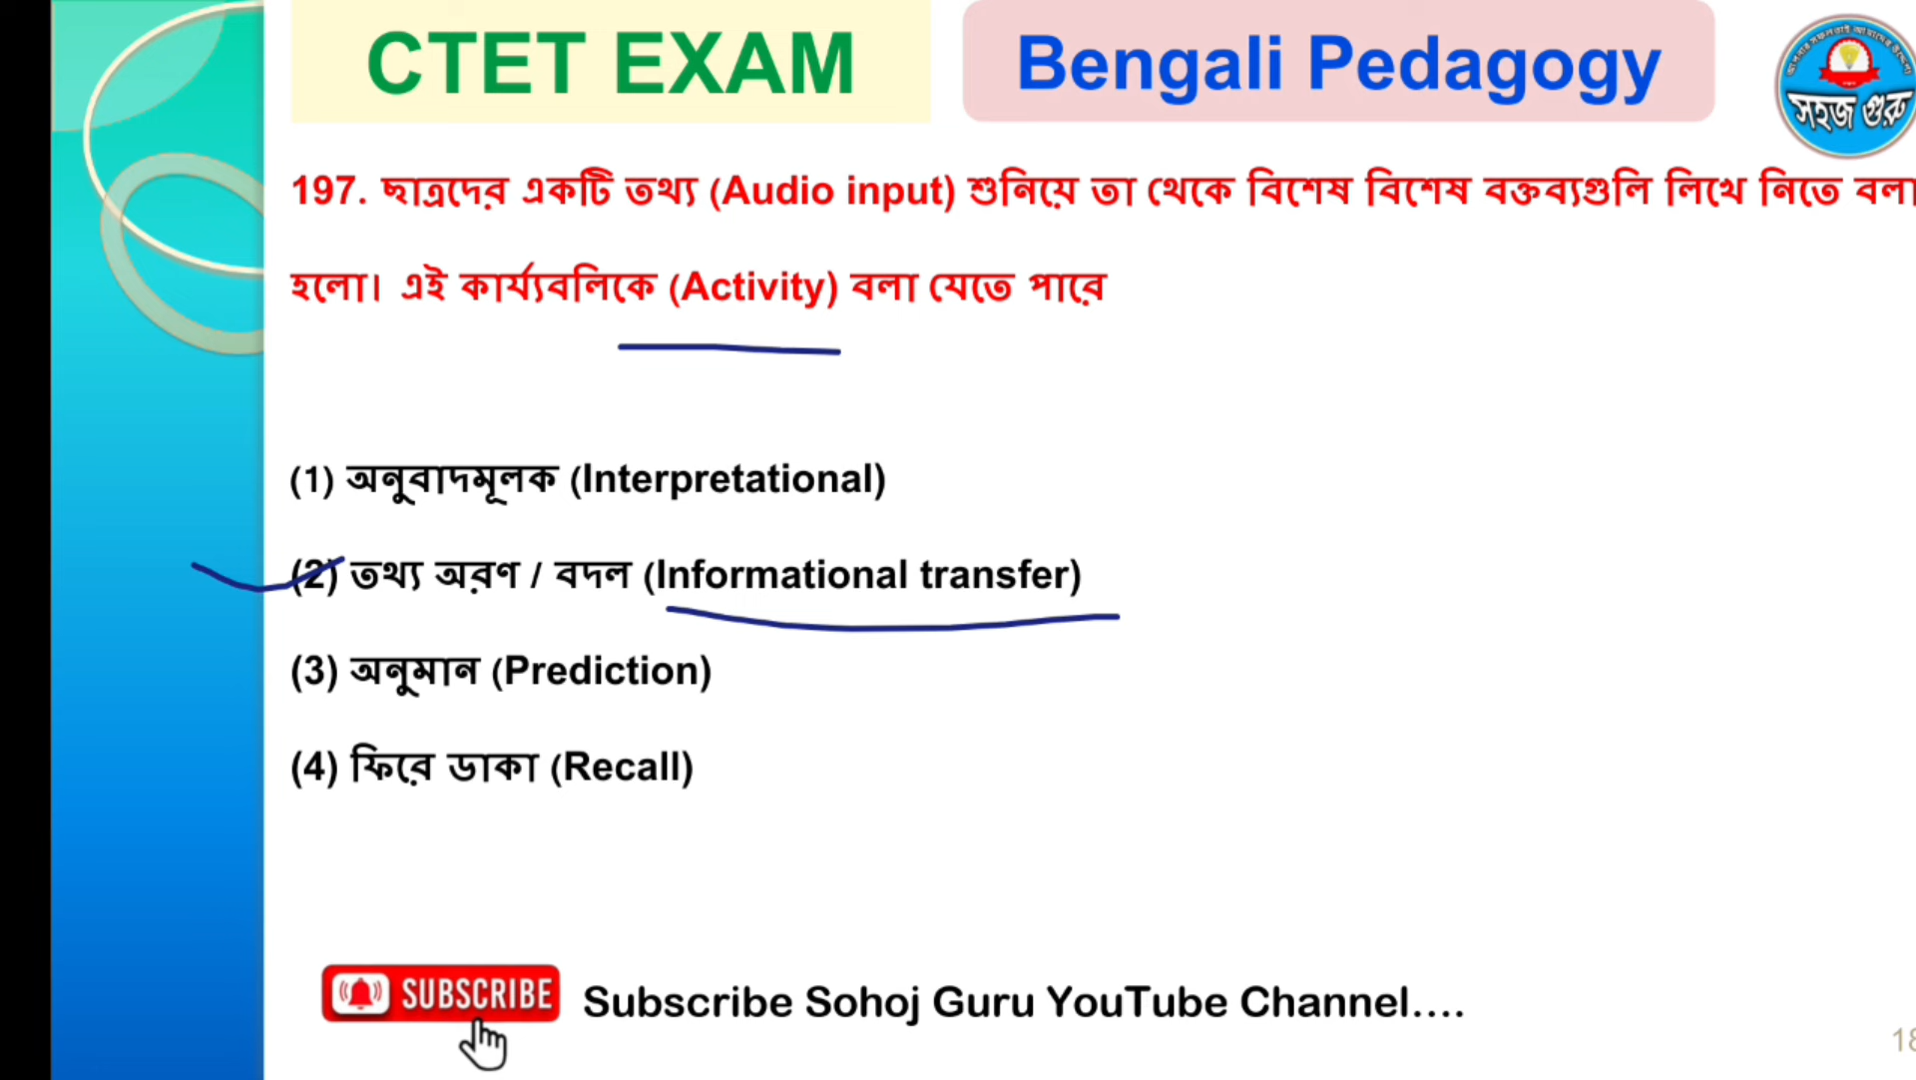 CTET EXAM
Bengali Pedagogy
সহজ গুরু
197. ছাত্রদের একটি তথ্য (Audio input) শুনিয়ে তা থেকে বিশেষ বিশেষ বক্তব্যগুলি লিখে নিতে বলা
হলো। এই কার্য্যবলিকে (Activity) বলা যেতে পারে
(1) অনুবাদমূলক (Interpretational)
(2) তথ্য অরণ / বদল (Informational transfer)
(3) অনুমান (Prediction)
(4) ফিরে ডাকা (Recall)
SUBSCRIBE
Subscribe Sohoj Guru YouTube Channel....